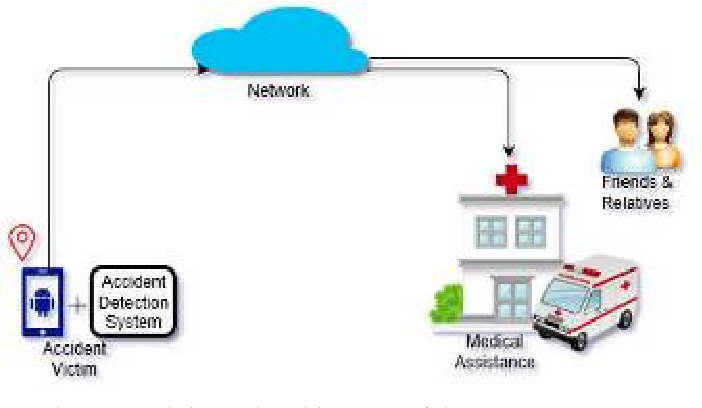 Network
Friends &
Relatives
Accident
Detection
System
+
Accident
Victim
Medical
Assistance